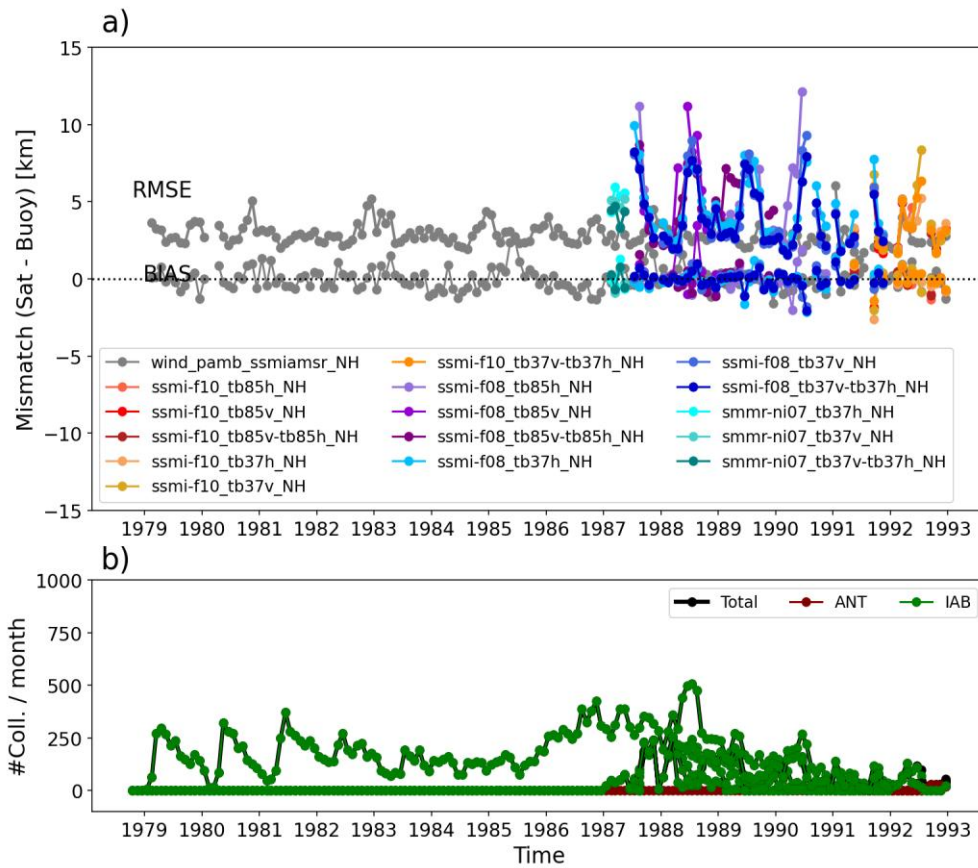 a)
15
10
5
0
−5
−10
−15
Mismatch (Sat - Buoy) [km]
RMSE
BIAS
wind_pamb_ssmiamsr_NH
ssmi-f10_tb85h_NH
ssmi-f10_tb85v_NH
ssmi-f10_tb85v-tb85h_NH
ssmi-f10_tb37h_NH
ssmi-f10_tb37v_NH
ssmi-f10_tb37v-tb37h_NH
ssmi-f08_tb85h_NH
ssmi-f08_tb85v_NH
ssmi-f08_tb85v-tb85h_NH
ssmi-f08_tb37h_NH
ssmi-f08_tb37v_NH
ssmi-f08_tb37v-tb37h_NH
smmr-ni07_tb37h_NH
smmr-ni07_tb37v_NH
smmr-ni07_tb37v-tb37h_NH
1979 1980 1981 1982 1983 1984 1985 1986 1987 1988 1989 1990 1991 1992 1993
b)
1000
750
500
250
0
#Coll. / month
Total ANT IAB
1979 1980 1981 1982 1983 1984 1985 1986 1987 1988 1989 1990 1991 1992 1993
Time